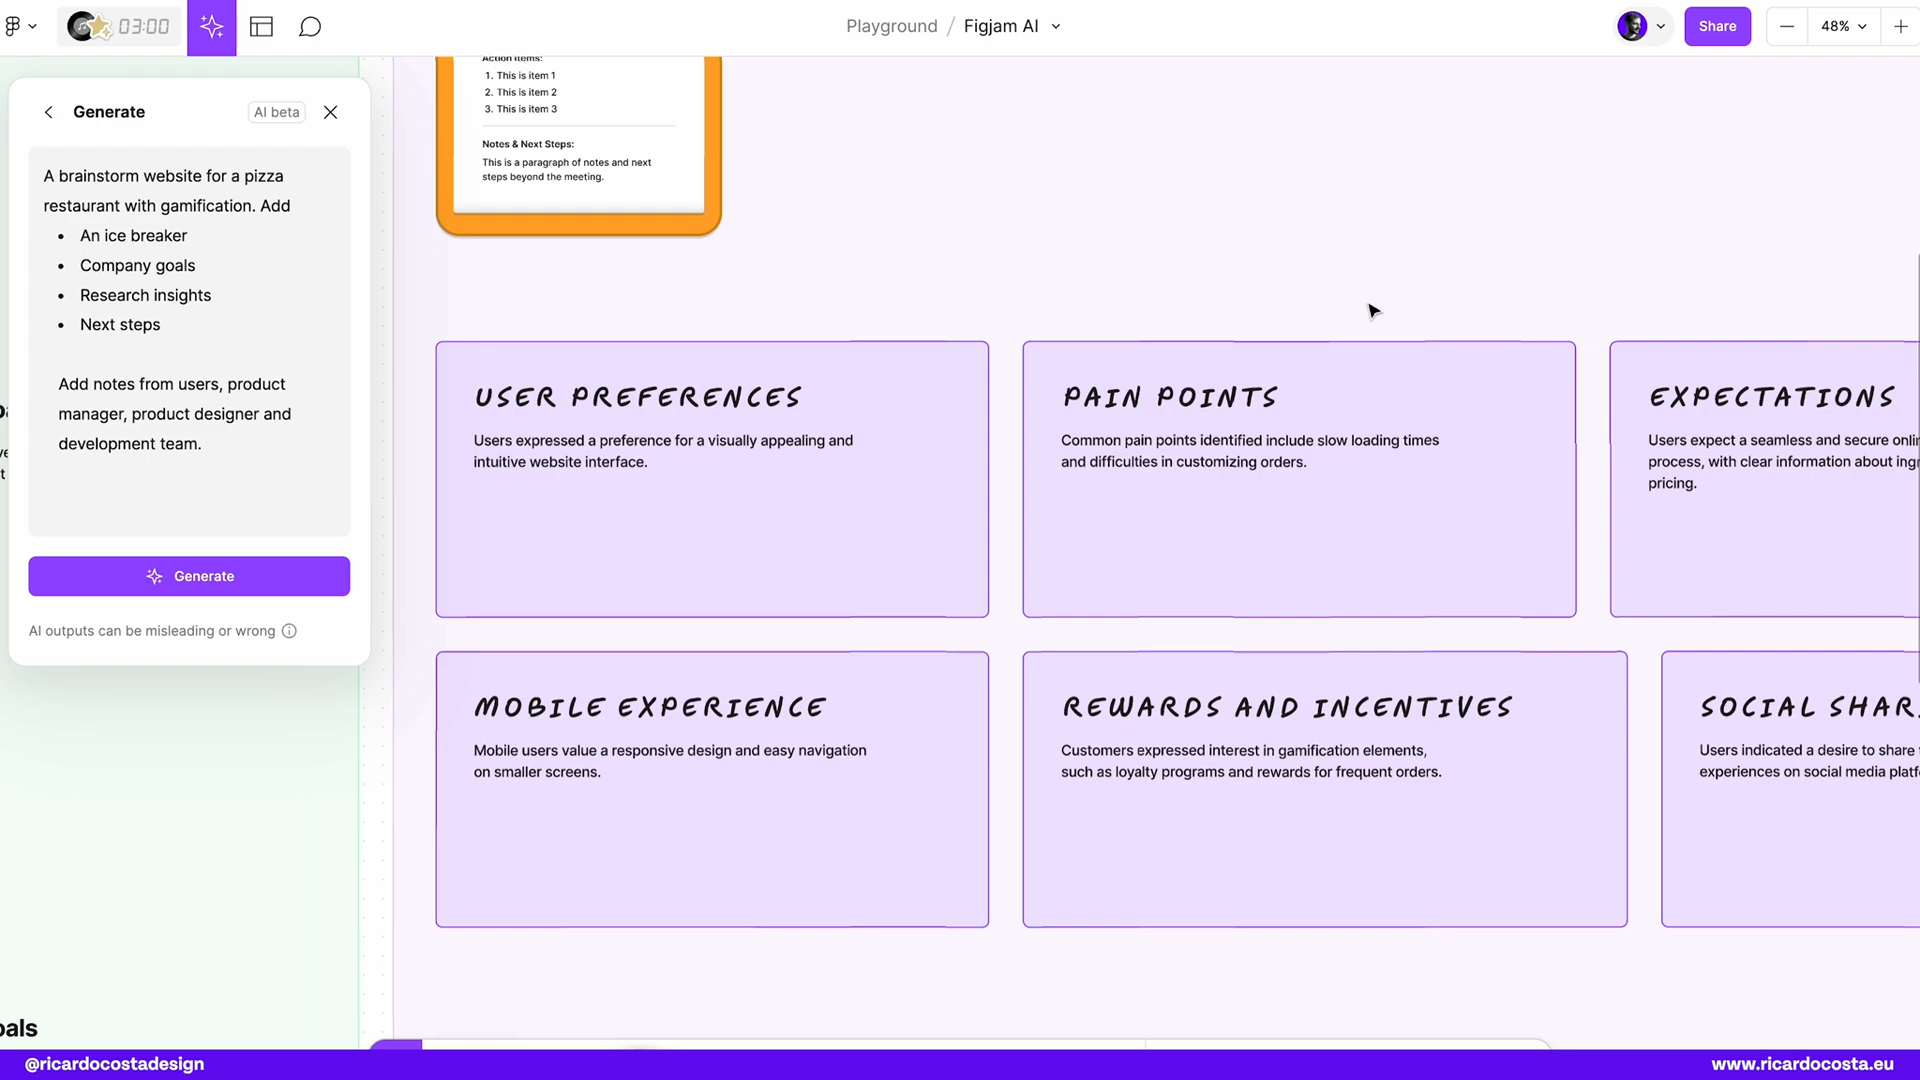 03:00
Playground / Figjam AI
Share
48%
Generate
AI beta
A brainstorm website for a pizza
restaurant with gamification. Add
• An ice breaker
• Company goals
• Research insights
• Next steps
Add notes from users, product
manager, product designer and
development team.
Generate
AI outputs can be misleading or wrong
Action items:
1. This is item 1
2. This is item 2
3. This is item 3
Notes & Next Steps:
This is a paragraph of notes and next
steps beyond the meeting.
USER PREFERENCES
Users expressed a preference for a visually appealing and
intuitive website interface.
PAIN POINTS
Common pain points identified include slow loading times
and difficulties in customizing orders.
EXPECTATIONS
Users expect a seamless and secure
process, with clear information about
pricing.
MOBILE EXPERIENCE
Mobile users value a responsive design and easy navigation
on smaller screens.
REWARDS AND INCENTIVES
Customers expressed interest in gamification elements,
such as loyalty programs and rewards for frequent orders.
SOCIAL
Users indicated a desire to share
experiences on social media
@ricardocostadesign
www.ricardocosta.eu